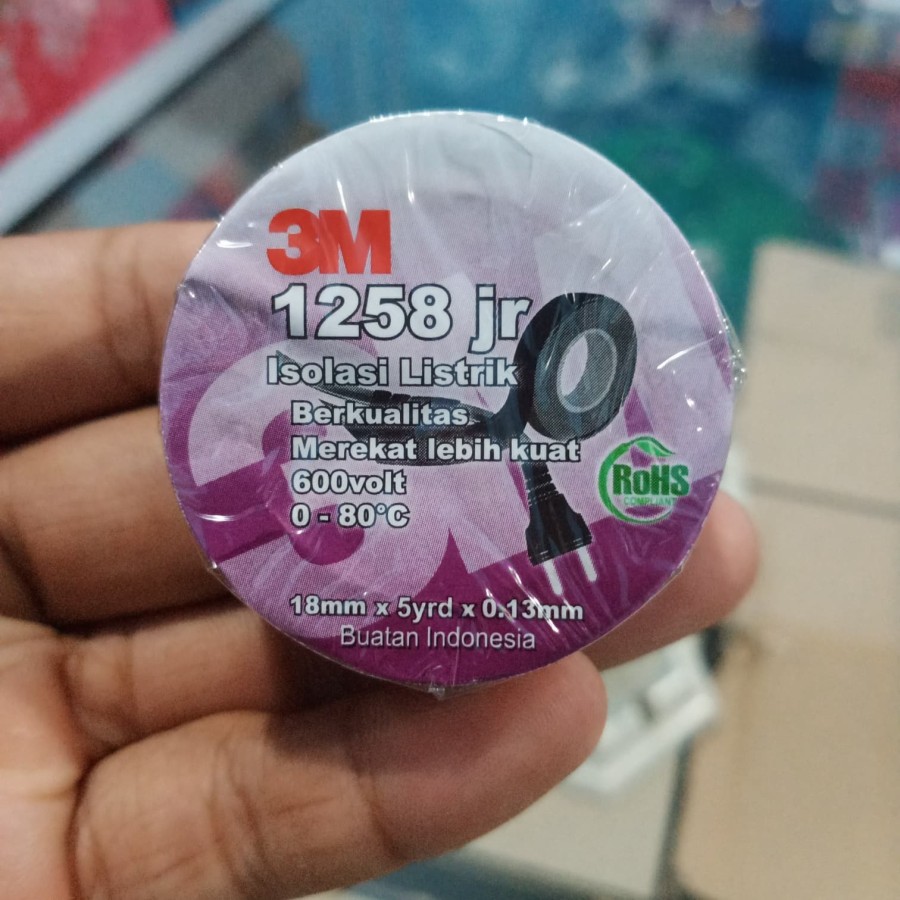 3M
1258 jr
Isolasi Listrik
Berkualitas
Merekat lebih kuat
600volt
0 - 80°C
RoHS
COMPLIANT
18mm x 5yrd x 0.13mm
Buatan Indonesia